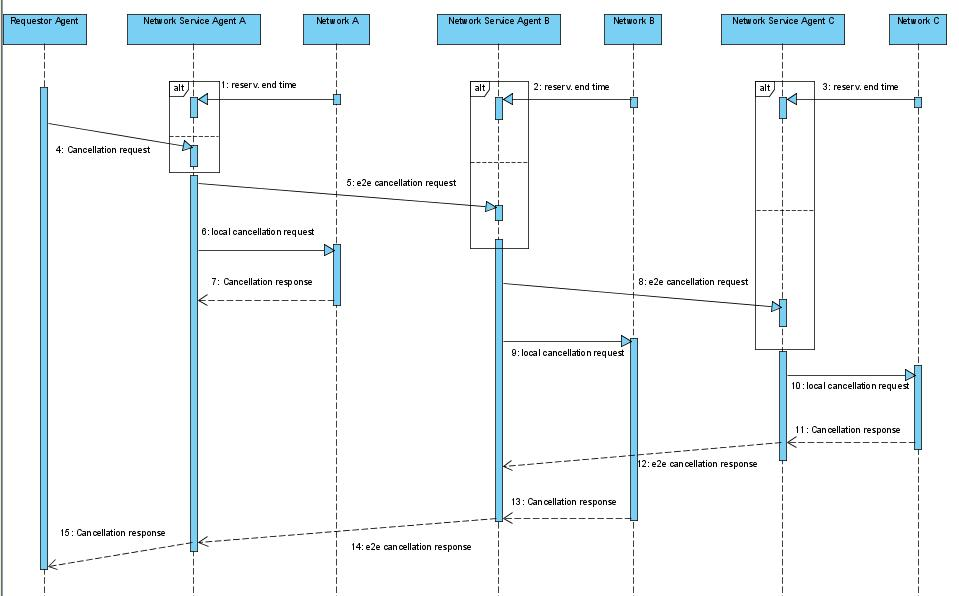 Requestor Agent
Network Service Agent A
Network A
Network Service Agent B
Network B
Network Service Agent C
Network C
alt
1: reserv. end time
alt
2: reserv. end time
alt
3: reserv. end time
4: Cancellation request
5: e2e cancellation request
6: local cancellation request
7: Cancellation response
8: e2e cancellation request
9: local cancellation request
10: local cancellation request
11: Cancellation response
12: e2e cancellation response
13: Cancellation response
15: Cancellation response
14: e2e cancellation response